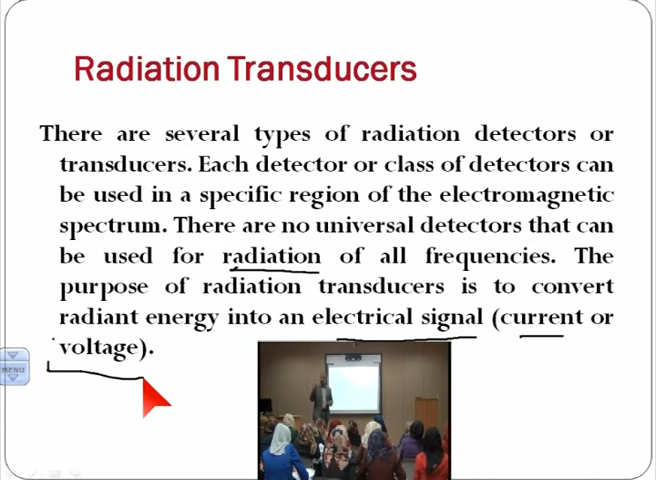 Radiation Transducers
There are several types of radiation detectors or
transducers. Each detector or class of detectors can
be used in a specific region of the electromagnetic
spectrum. There are no universal detectors that can
be used for radiation of all frequencies. The
purpose of radiation transducers is to convert
radiant energy into an electrical signal (current or
voltage).
MENU